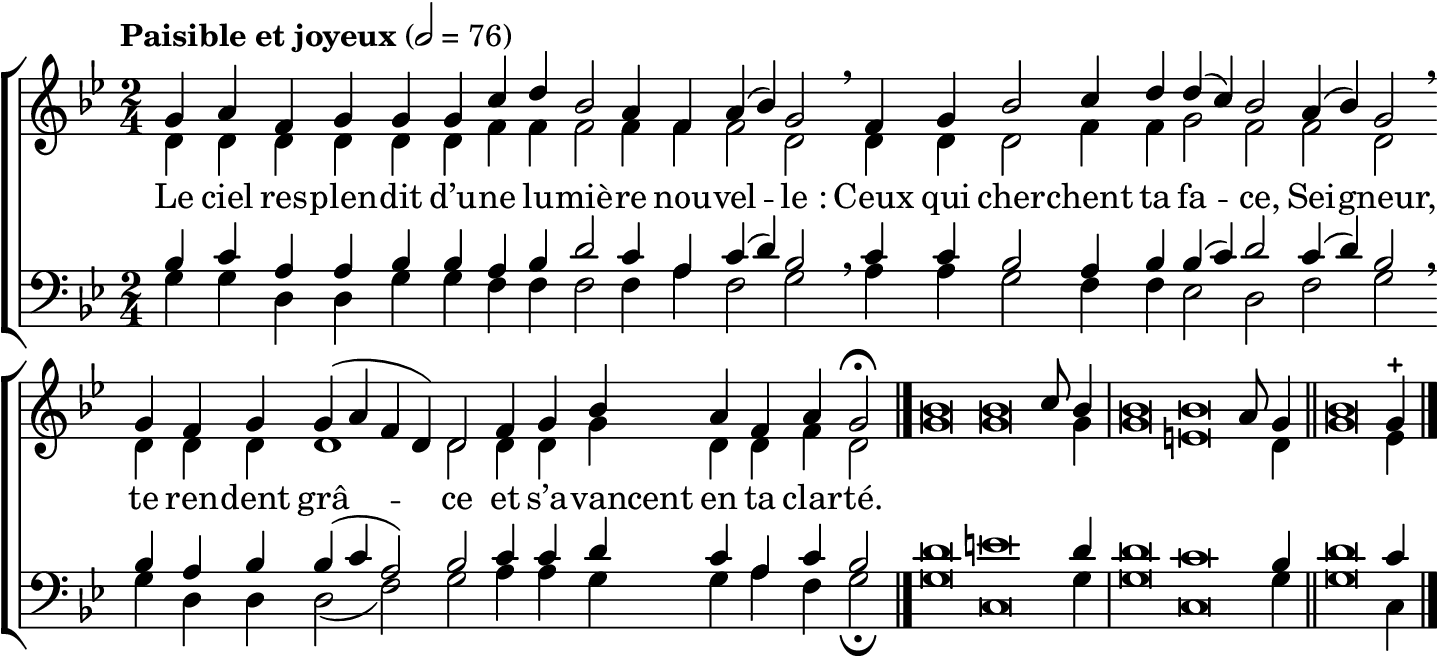 Paisible et joyeux (𝅗𝅥 = 76)
2
4
Le ciel resplendit d’une lumière nouvel - le : Ceux qui cherchent ta fa - ce, Seigneur,
2
4
te rendent grâ - ce et s’avancent en ta clarté.